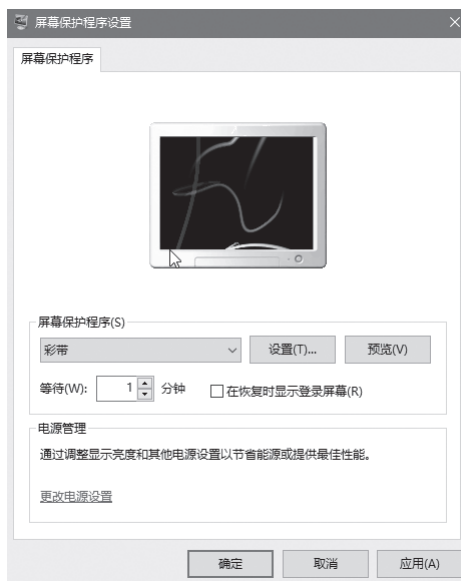 屏幕保护程序设置
屏幕保护程序
屏幕保护程序(S)
彩带
设置(T)...
预览(V)
等待(W): 1 分钟 在恢复时显示登录屏幕(R)
电源管理
通过调整显示亮度和其他电源设置以节省能源或提供最佳性能。
更改电源设置
确定 取消 应用(A)